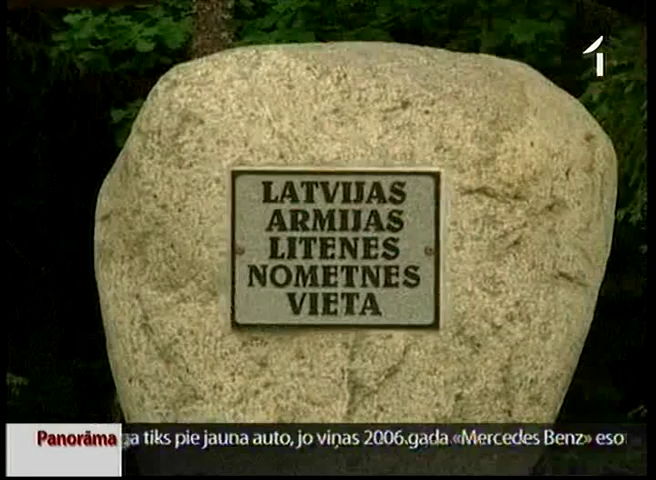 1
LATVIJAS
ARMIJAS
LITENES
NOMETNES
VIETA
Panorāma ga tiks pie jauna auto, jo viņas 2006.gada «Mercedes Benz» eso